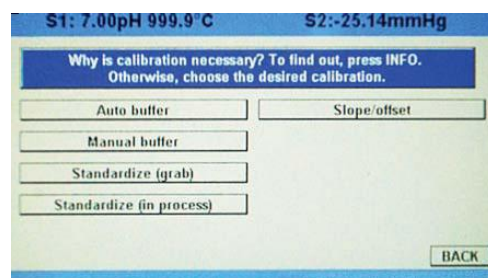 S1: 7.00pH 999.9°C S2:-25.14mmHg
Why is calibration necessary? To find out, press INFO.
Otherwise, choose the desired calibration.
Auto buffer Slope/offset
Manual buffer
Standardize (grab)
Standardize (in process)
BACK